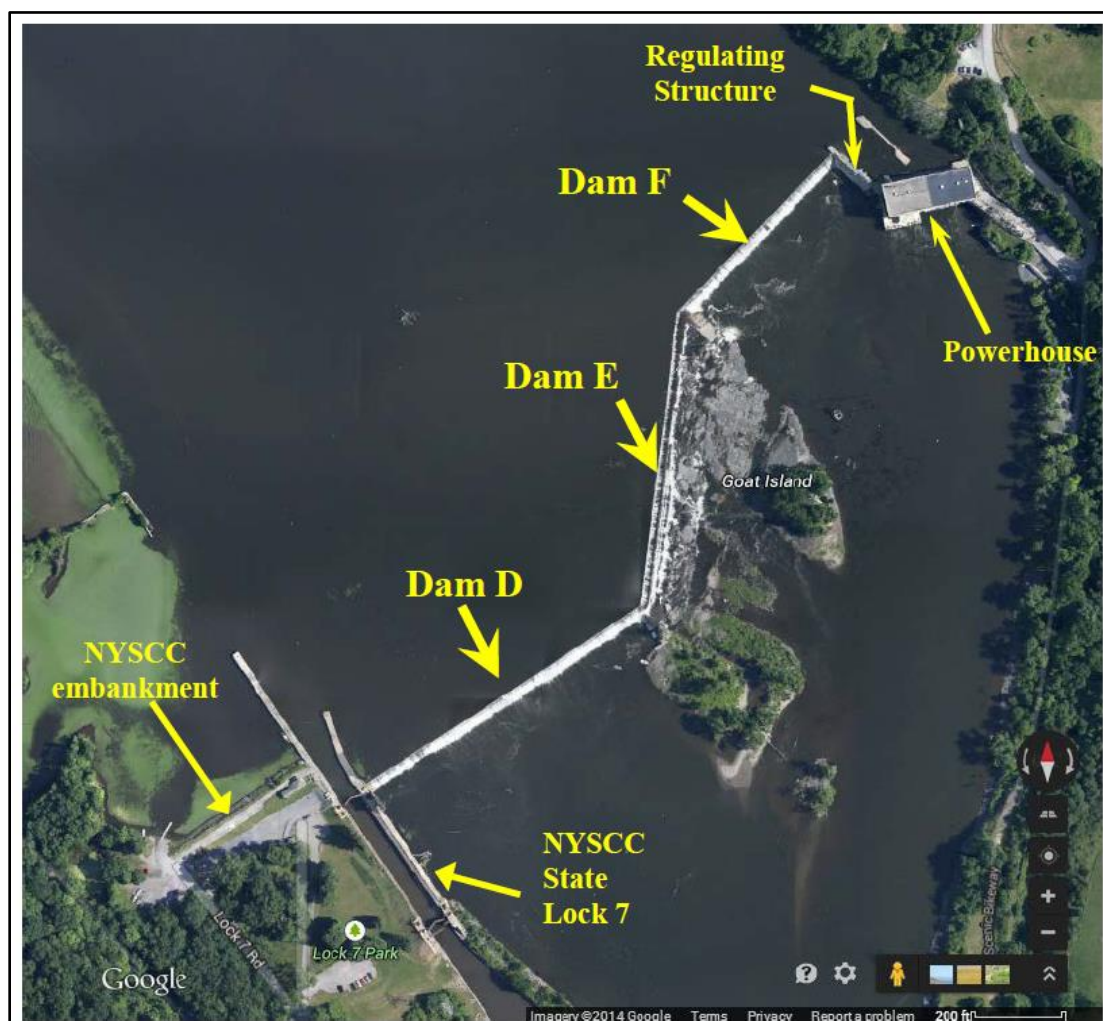 Regulating
Structure
Dam F
Powerhouse
Dam E
Goat Island
Dam D
NYSCC
embankment
NYSCC
State
Lock 7
Lock 7 Rd
Lock 7 Park
Scenic Bikeway
Google
Imagery ©2014 Google Terms Privacy Report a problem 200 ft